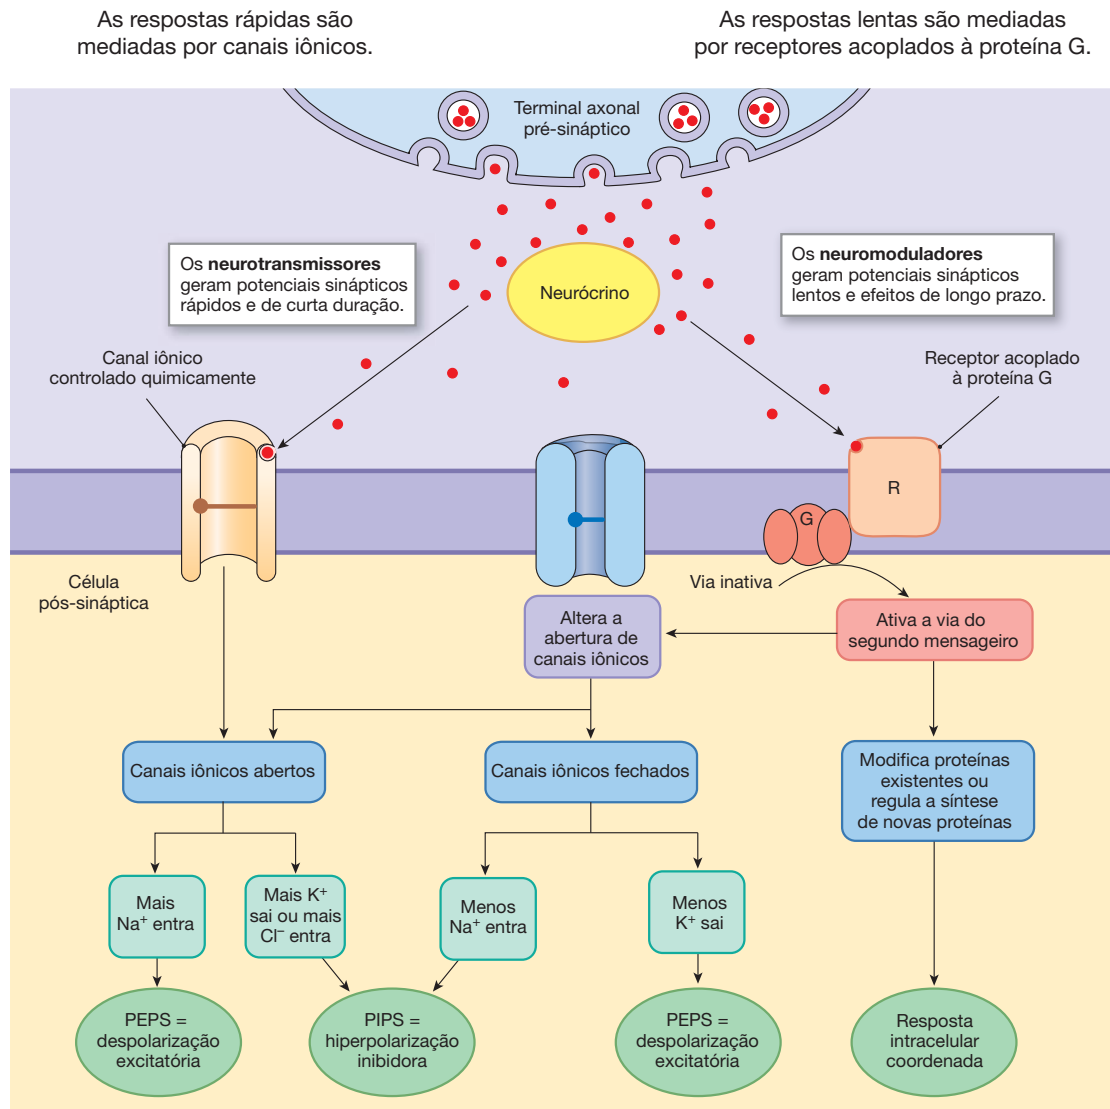 As respostas rápidas são
mediadas por canais iônicos.
As respostas lentas são mediadas
por receptores acoplados à proteína G.
Terminal axonal
pré-sináptico
Os neurotransmissores
geram potenciais sinápticos
rápidos e de curta duração.
Neurócrino
Os neuromoduladores
geram potenciais sinápticos
lentos e efeitos de longo prazo.
Canal iônico
controlado quimicamente
Receptor acoplado
à proteína G
R
G
Célula
pós-sináptica
Via inativa
Altera a
abertura de
canais iônicos
Ativa a via do
segundo mensageiro
Canais iônicos abertos
Canais iônicos fechados
Modifica proteínas
existentes ou
regula a síntese
de novas proteínas
Mais
Na⁺ entra
Mais K⁺
sai ou mais
Cl⁻ entra
Menos
Na⁺ entra
Menos
K⁺ sai
PEPS =
despolarização
excitatória
PIPS =
hiperpolarização
inibidora
PEPS =
despolarização
excitatória
Resposta
intracelular
coordenada